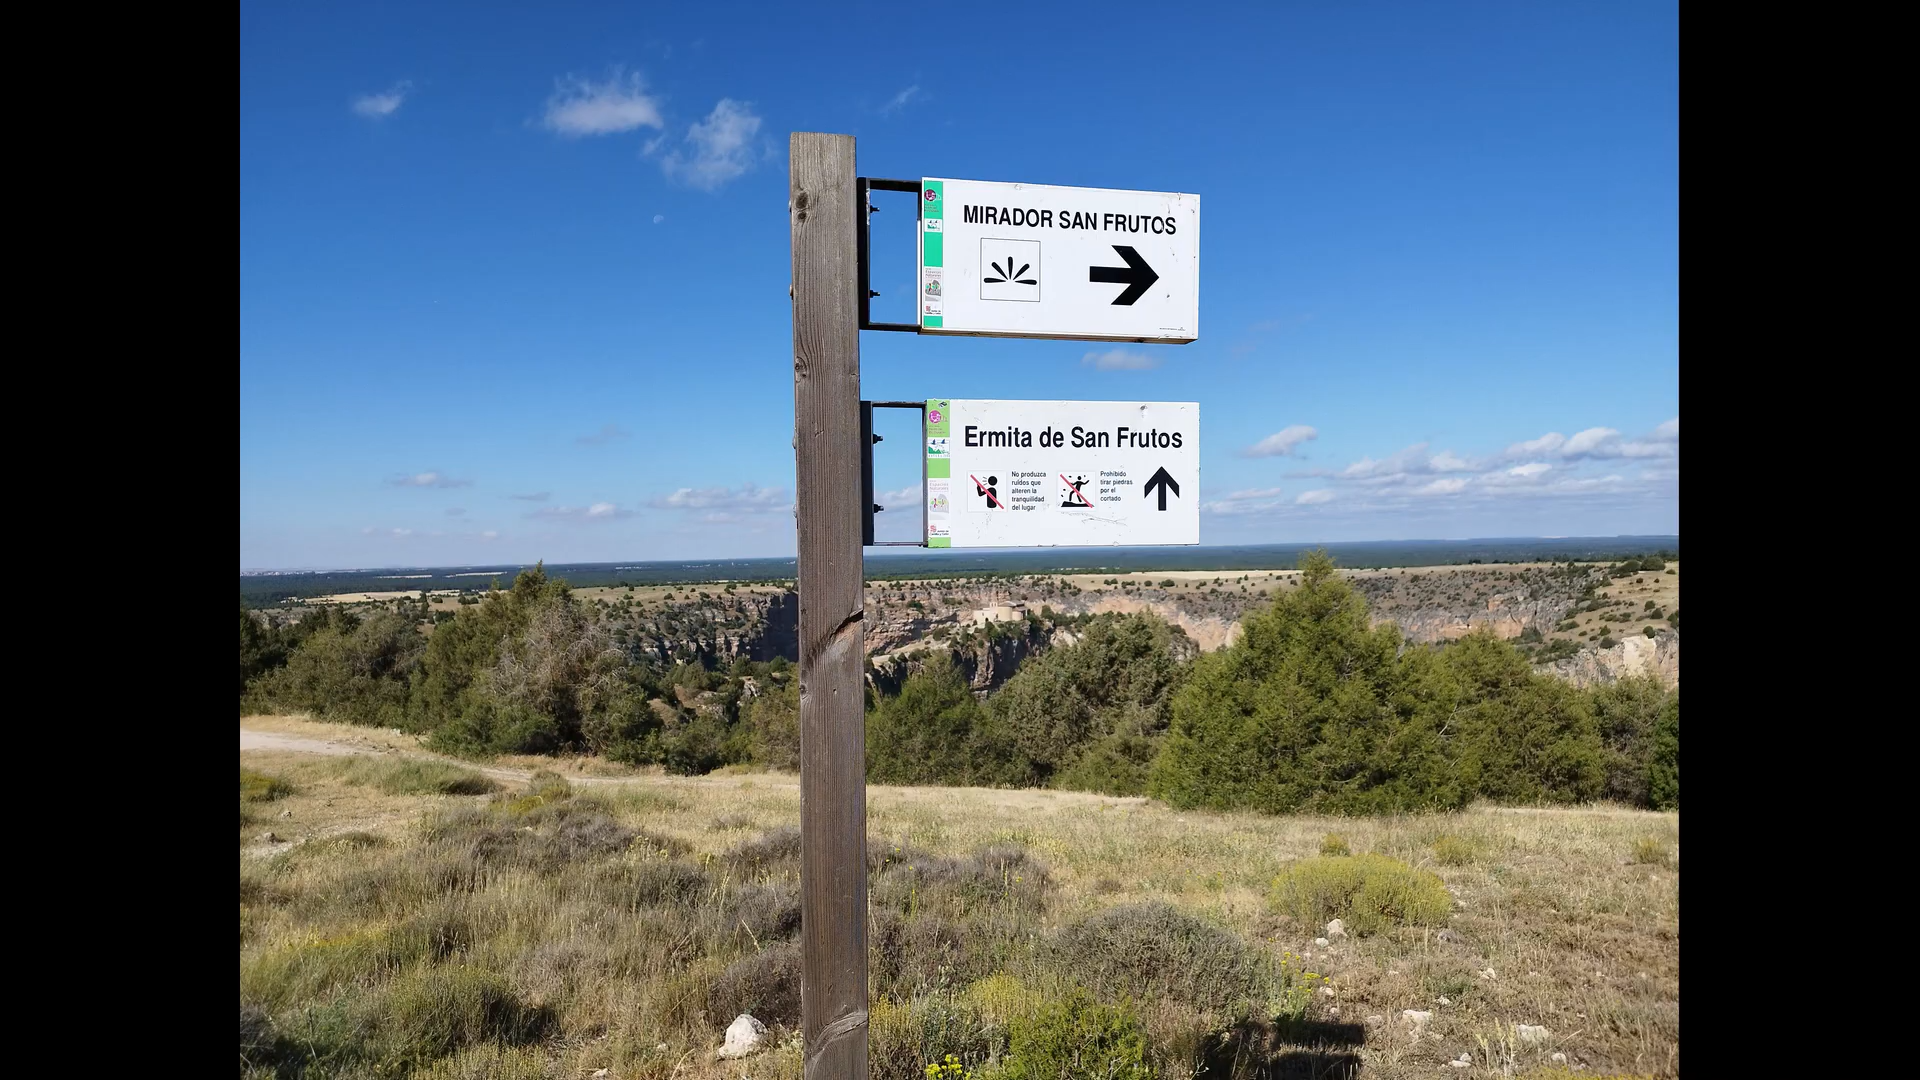 MIRADOR SAN FRUTOS
Ermita de San Frutos
No produzca
ruidos que
alteren la
tranquilidad
del lugar
Prohibido
tirar piedras
por el
cortado